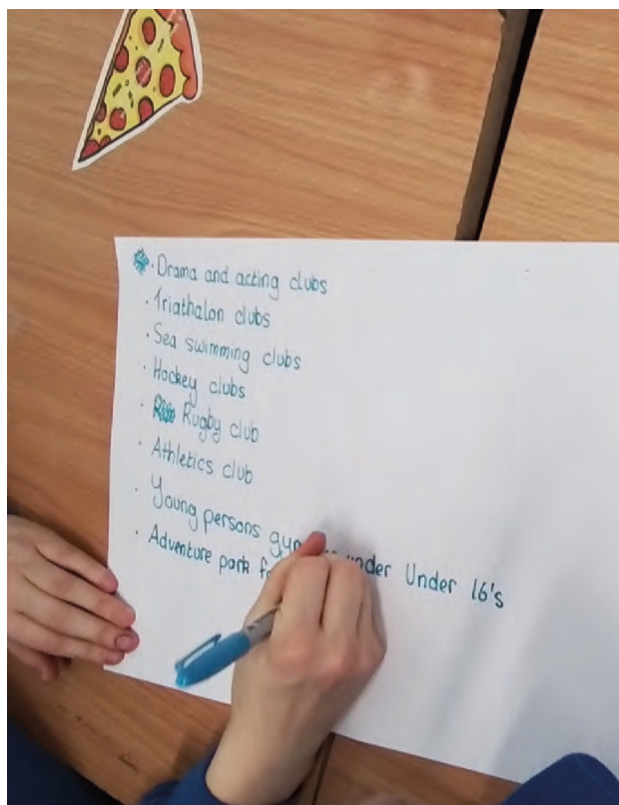 · Drama and acting clubs
· Triathalon clubs
· Sea swimming clubs
· Hockey clubs
· Rugby club
· Athletics club
· Young persons under Under 16's
· Adventure park